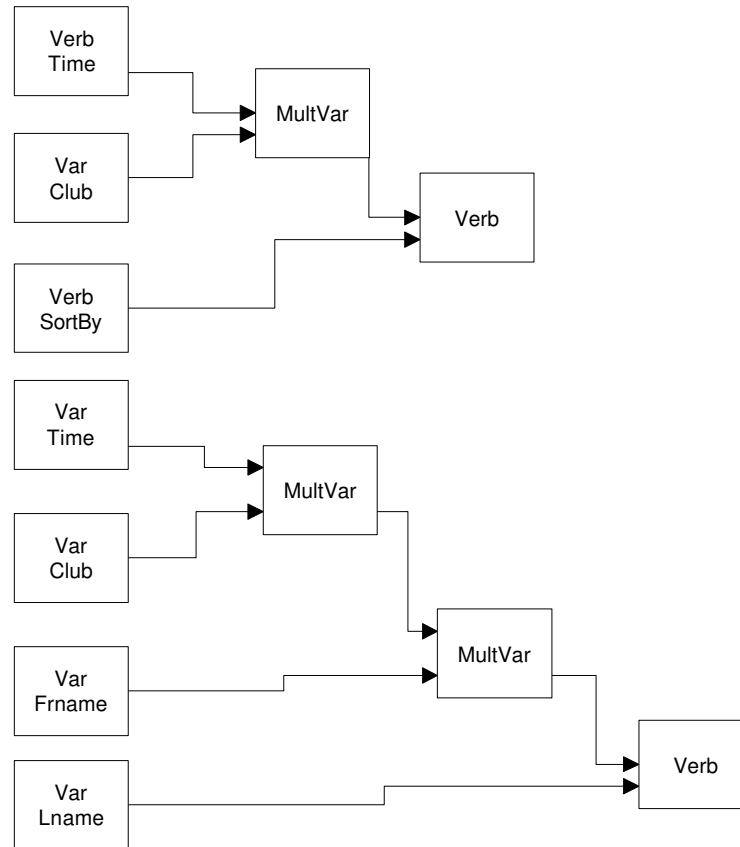 Verb
Time
MultVar
Var
Club
Verb
Verb
SortBy
Var
Time
MultVar
Var
Club
MultVar
Var
Frname
Verb
Var
Lname